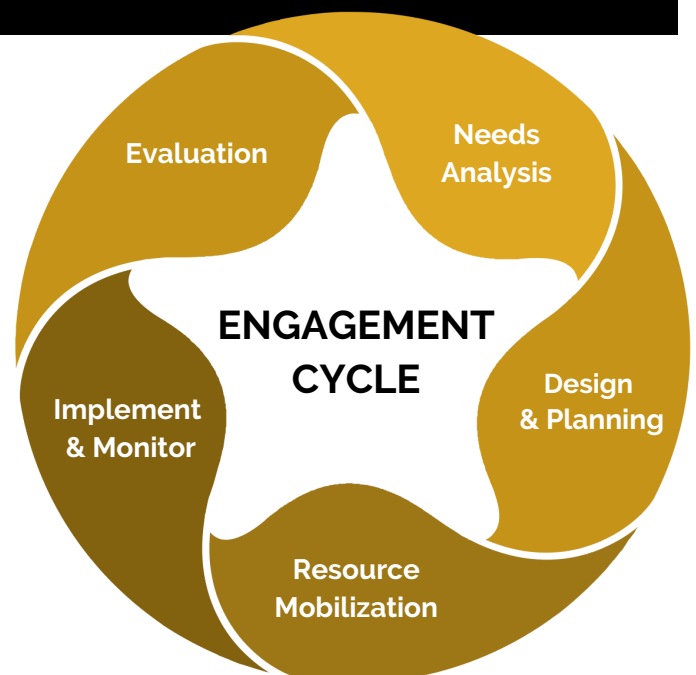 Evaluation
Needs
Analysis
ENGAGEMENT
CYCLE
Design
& Planning
Implement
& Monitor
Resource
Mobilization